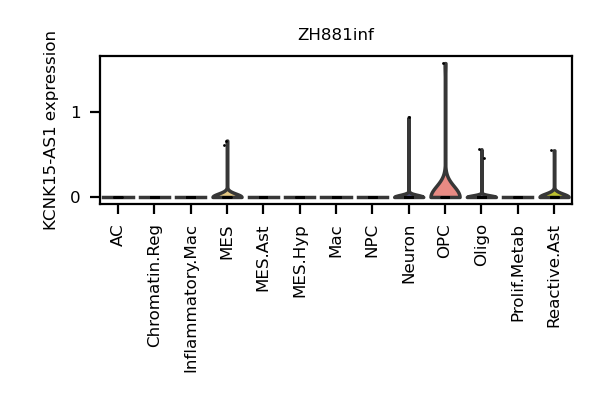 ZH881inf
KCNK15-AS1 expression
1
0
AC
Chromatin.Reg
Inflammatory.Mac
MES
MES.Ast
MES.Hyp
Mac
NPC
Neuron
OPC
Oligo
Prolif.Metab
Reactive.Ast